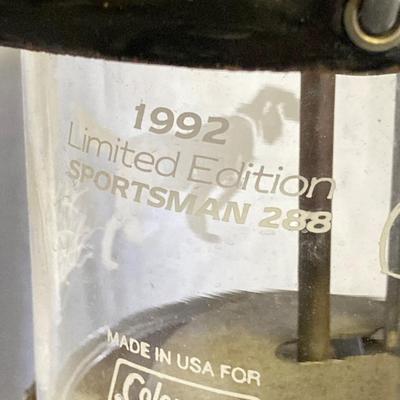 1992
Limited Edition
SPORTSMAN 288
MADE IN USA FOR